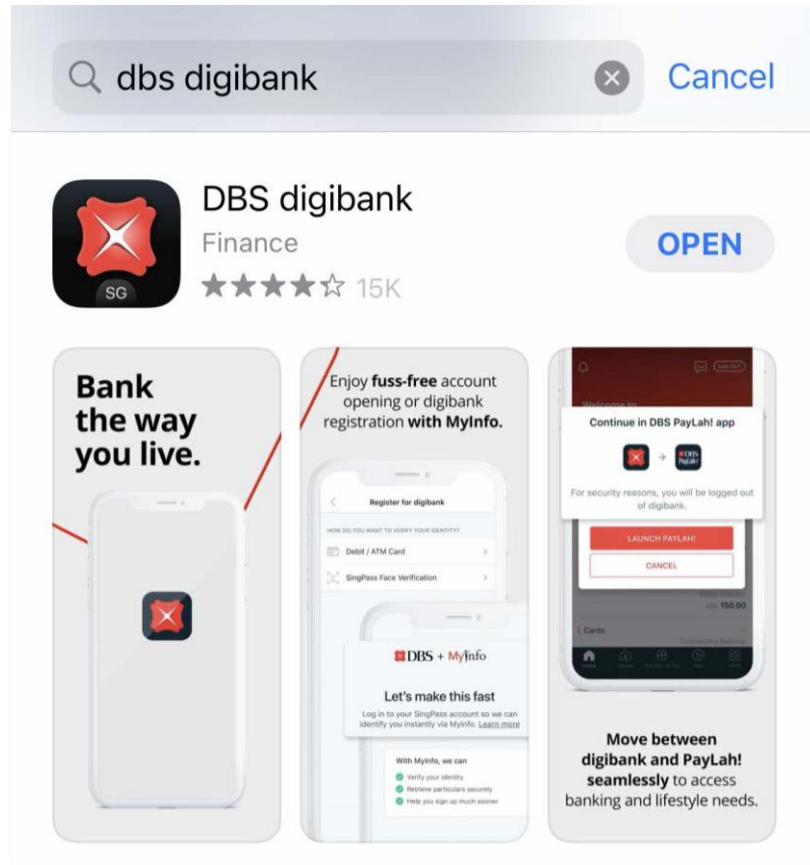 dbs digibank
Cancel
DBS digibank
Finance
OPEN
SG
15K
Bank
the way
you live.
Enjoy fuss-free account
opening or digibank
registration with MyInfo.
Register for digibank
HOW DO YOU WANT TO VERIFY YOUR IDENTITY?
Debit / ATM Card
SingPass Face Verification
DBS + MyInfo
Let's make this fast
Log in to your SingPass account so we can
identify you instantly via MyInfo. Learn more
With MyInfo, we can
Verify your identity
Retrieve particulars securely
Help you sign up much sooner
Welcome to
Continue in DBS PayLah! app
DBS
PayLah!
For security reasons, you will be logged out
of digibank.
LAUNCH PAYLAH!
CANCEL
150.00
Cards
Home
Move between
digibank and PayLah!
seamlessly to access
banking and lifestyle needs.